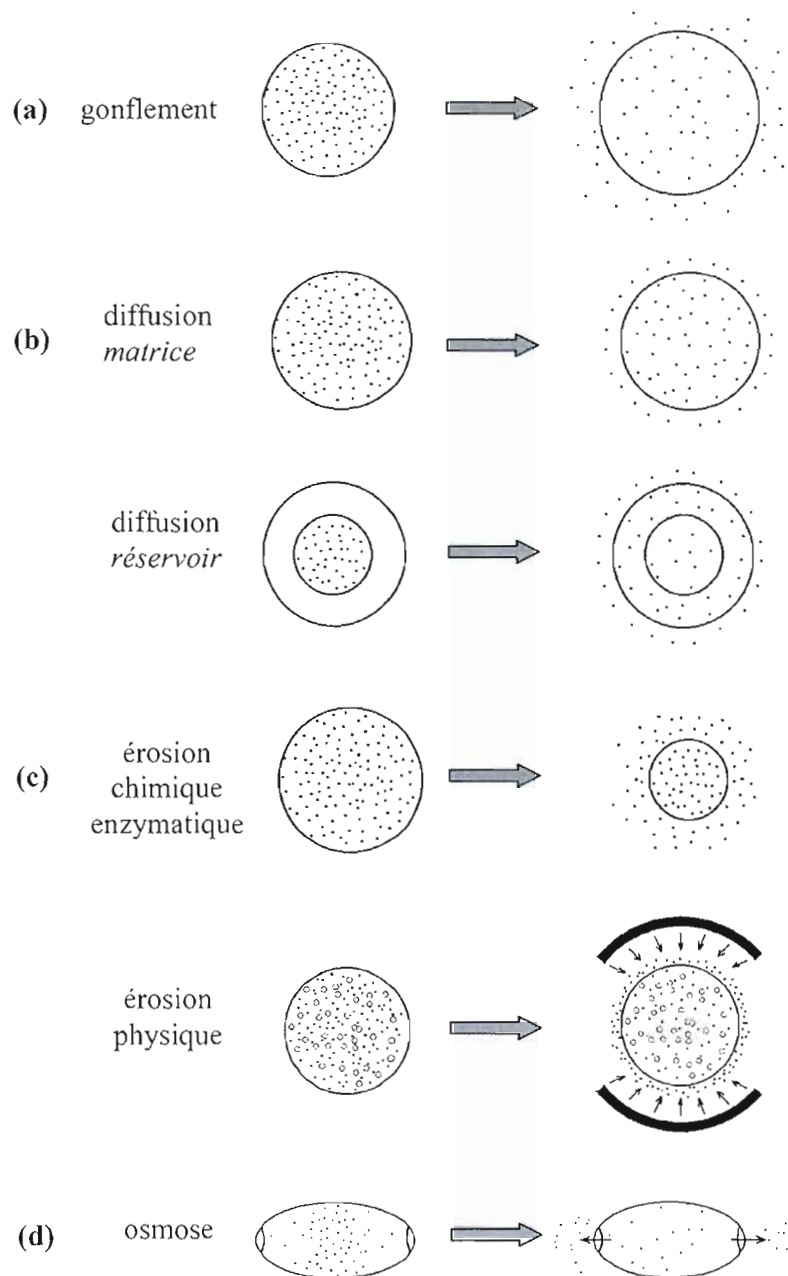 (a) gonflement
(b) diffusion
matrice
diffusion
réservoir
(c) érosion
chimique
enzymatique
érosion
physique
(d) osmose